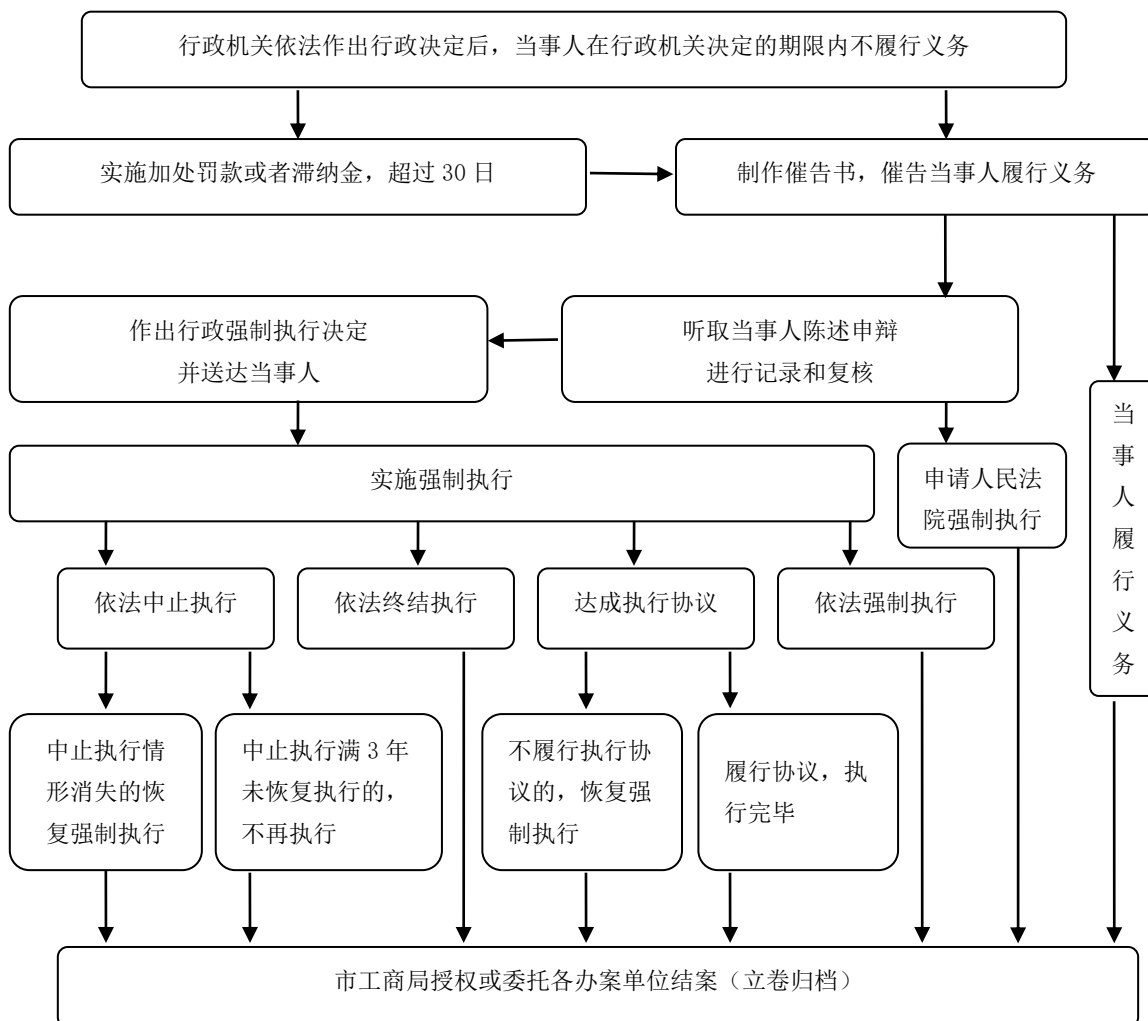 行政机关依法作出行政决定后，当事人在行政机关决定的期限内不履行义务
实施加处罚款或者滞纳金，超过 30 日
制作催告书，催告当事人履行义务
作出行政强制执行决定
并送达当事人
听取当事人陈述申辩
进行记录和复核
当事人履行义务
实施强制执行
申请人民法
院强制执行
依法中止执行
依法终结执行
达成执行协议
依法强制执行
中止执行情
形消失的恢
复强制执行
中止执行满 3 年
未恢复执行的，
不再执行
不履行执行协
议的，恢复强
制执行
履行协议，执
行完毕
市工商局授权或委托各办案单位结案（立卷归档）